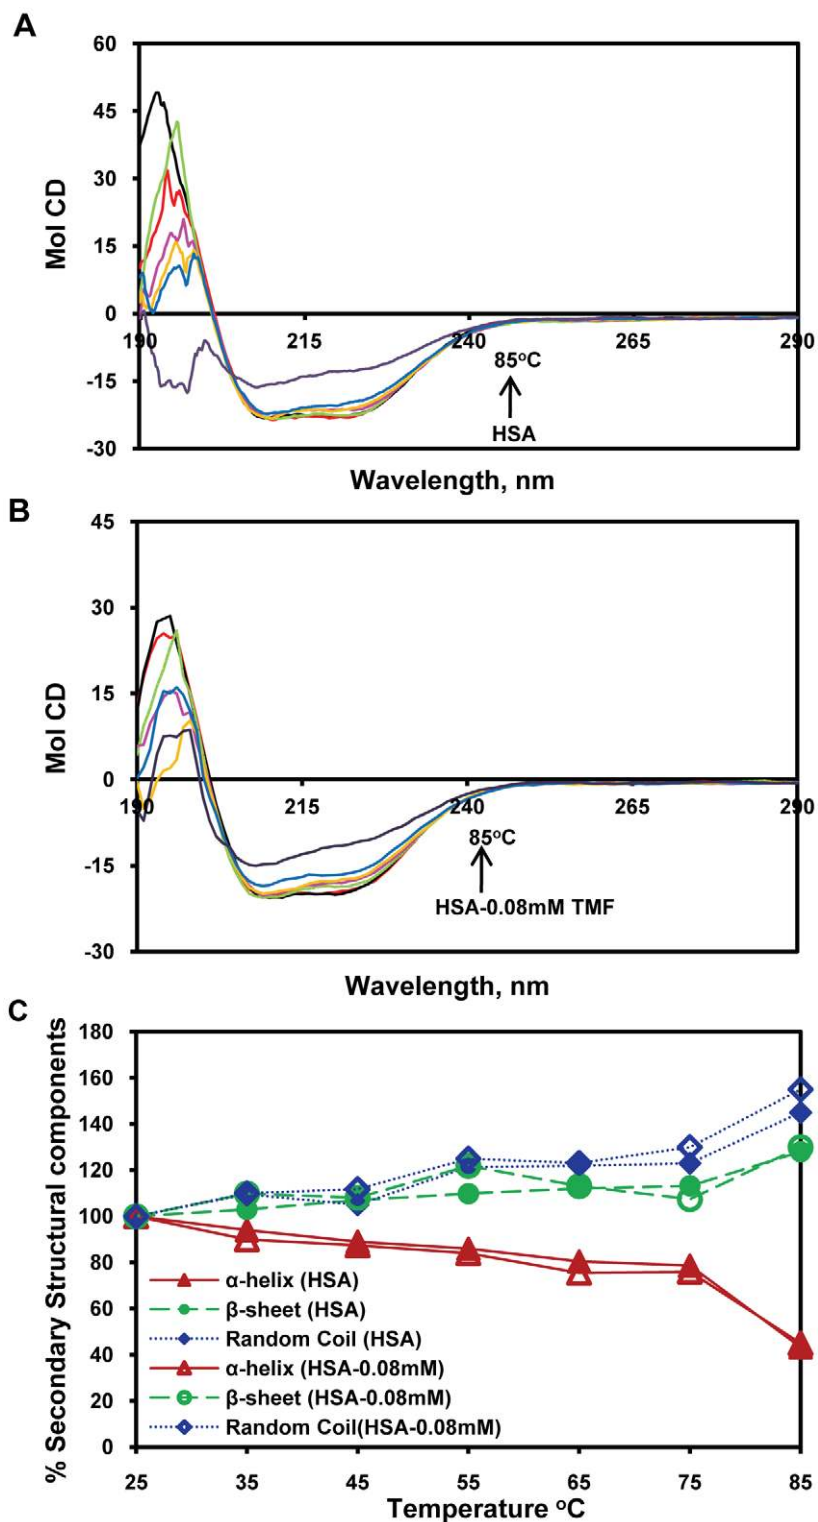 A
60
45
30
15
0
-15
-30
Mol CD
190
215
240
265
290
85°C
HSA
Wavelength, nm
B
45
30
15
0
-15
-30
Mol CD
190
215
240
265
290
85°C
HSA-0.08mM TMF
Wavelength, nm
C
180
160
140
120
100
80
60
40
20
0
% Secondary Structural components
α-helix (HSA)
β-sheet (HSA)
Random Coil (HSA)
α-helix (HSA-0.08mM)
β-sheet (HSA-0.08mM)
Random Coil(HSA-0.08mM)
25
35
45
55
65
75
85
Temperature °C